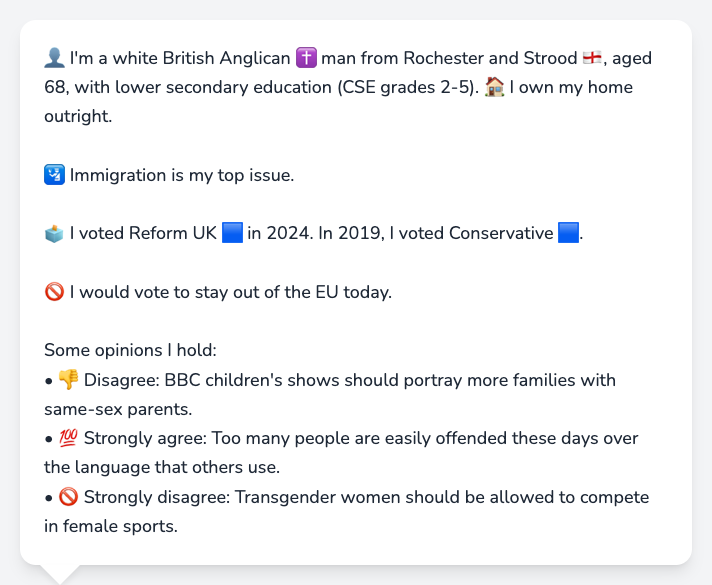 👤 I'm a white British Anglican ✝️ man from Rochester and Strood 🏴󠁧󠁢󠁥󠁮󠁧󠁿, aged
68, with lower secondary education (CSE grades 2-5). 🏠 I own my home
outright.
🛂 Immigration is my top issue.
🗳️ I voted Reform UK 🟦 in 2024. In 2019, I voted Conservative 🟦.
🚫 I would vote to stay out of the EU today.
Some opinions I hold:
• 👎 Disagree: BBC children's shows should portray more families with
same-sex parents.
• 💯 Strongly agree: Too many people are easily offended these days over
the language that others use.
• 🚫 Strongly disagree: Transgender women should be allowed to compete
in female sports.